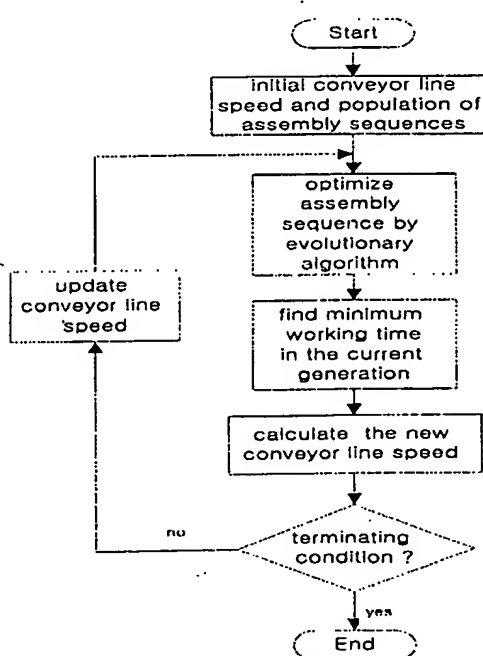 Start
initial conveyor line
speed and population of
assembly sequences
optimize
assembly
sequence by
evolutionary
algorithm
update
conveyor line
speed
find minimum
working time
in the current
generation
calculate the new
conveyor line speed
no
terminating
condition ?
yes
End